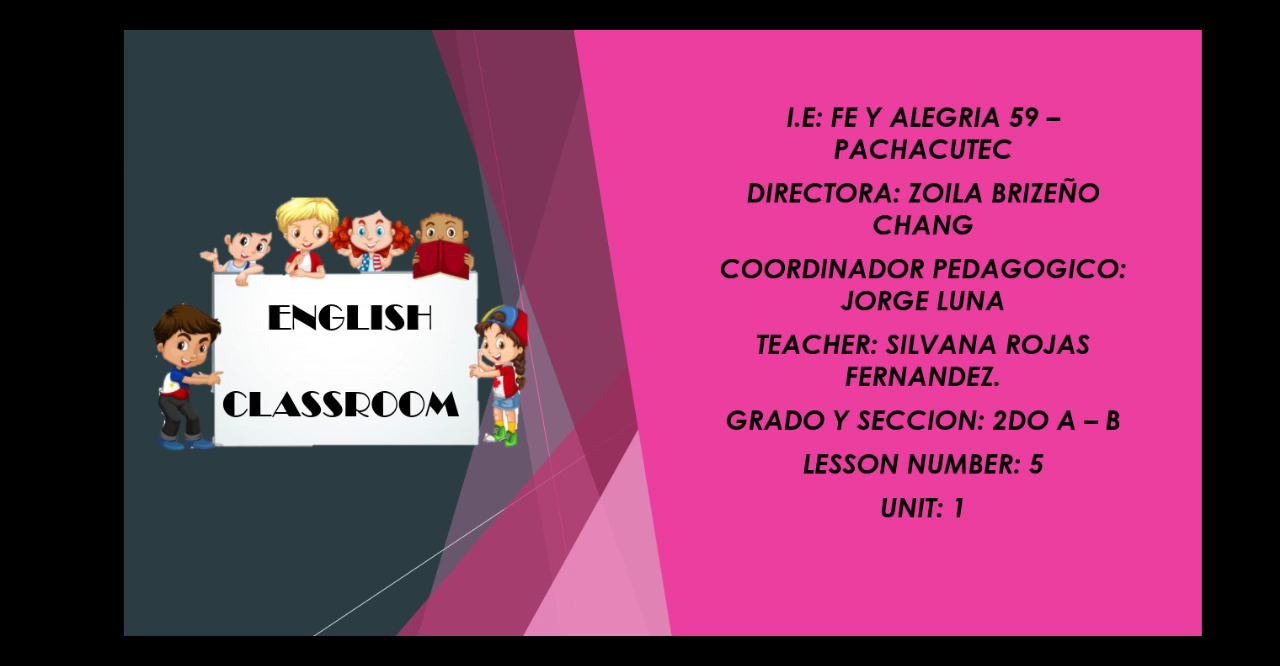 ENGLISH
CLASSROOM
I.E: FE Y ALEGRIA 59 –
PACHACUTEC
DIRECTORA: ZOILA BRIZEÑO
CHANG
COORDINADOR PEDAGOGICO:
JORGE LUNA
TEACHER: SILVANA ROJAS
FERNANDEZ.
GRADO Y SECCION: 2DO A – B
LESSON NUMBER: 5
UNIT: 1